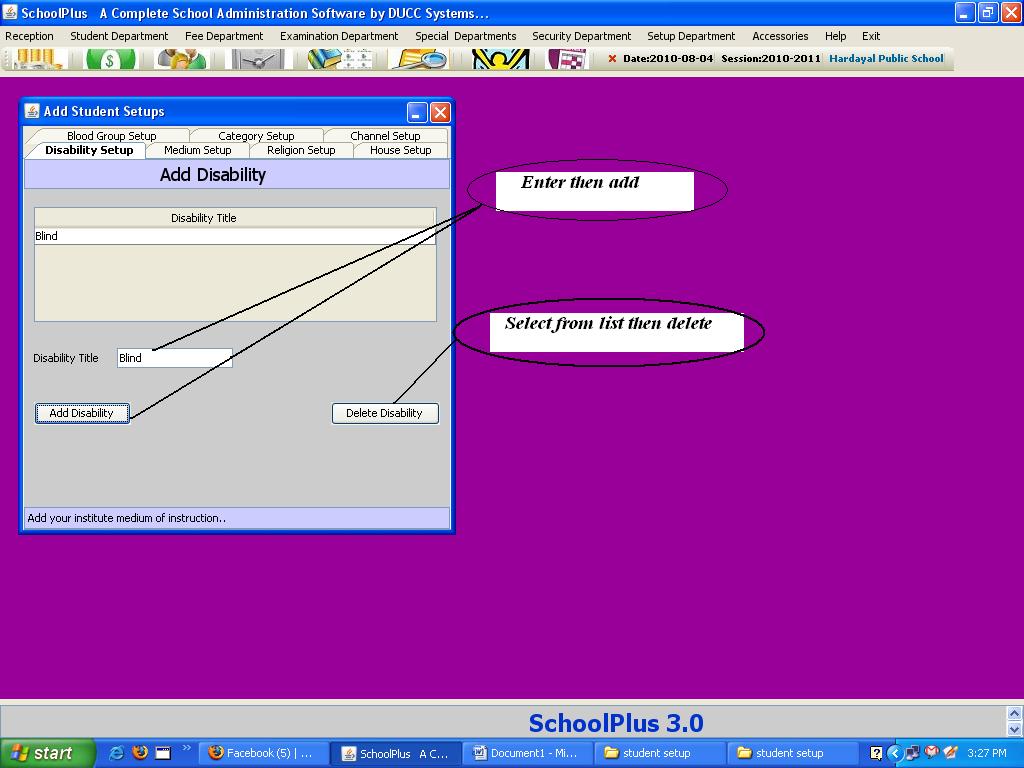 SchoolPlus A Complete School Administration Software by DUCC Systems...
Reception Student Department Fee Department Examination Department Special Departments Security Department Setup Department Accessories Help Exit
Date:2010-08-04 Session:2010-2011 Hardayal Public School
Add Student Setups
Blood Group Setup Category Setup Channel Setup
Disability Setup Medium Setup Religion Setup House Setup
Add Disability
Enter then add
Disability Title
Blind
Select from list then delete
Disability Title Blind
Add Disability Delete Disability
Add your institute medium of instruction..
SchoolPlus 3.0
start Facebook (5) | ... SchoolPlus A C... Document1 - Mi... student setup student setup 3:27 PM